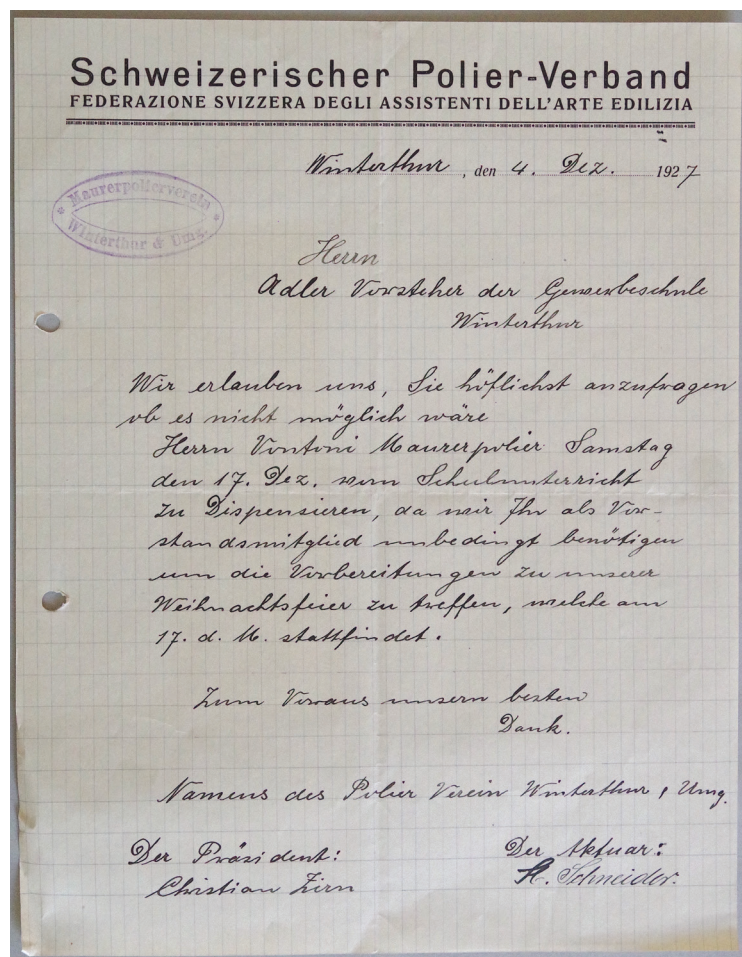 Schweizerischer Polier-Verband
FEDERAZIONE SVIZZERA DEGLI ASSISTENTI DELL'ARTE EDILIZIA
Winterthur, den 4. Dez. 1927
Maurerpolierverein
Winterthur & Umg.
Herrn
Adler Vorsteher der Gewerbeschule
Winterthur
Wir erlauben uns, Sie höflichst anzufragen
ob es nicht möglich wäre
Herrn Vontoni Maurerpolier Samstag
den 17. Dez. vom Schulunterricht
zu Dispensieren, da wir Ihn als Vor-
standsmitglied unbedingt benötigen
um die Vorbereitungen zu unserer
Weihnachtsfeier zu treffen, welche am
17. d. M. stattfindet.
Zum Voraus unsern besten
Dank.
Namens des Polier Verein Winterthur, Umg.
Der Präsident:
Christian Zirn
Der Aktuar:
H. Schneider.